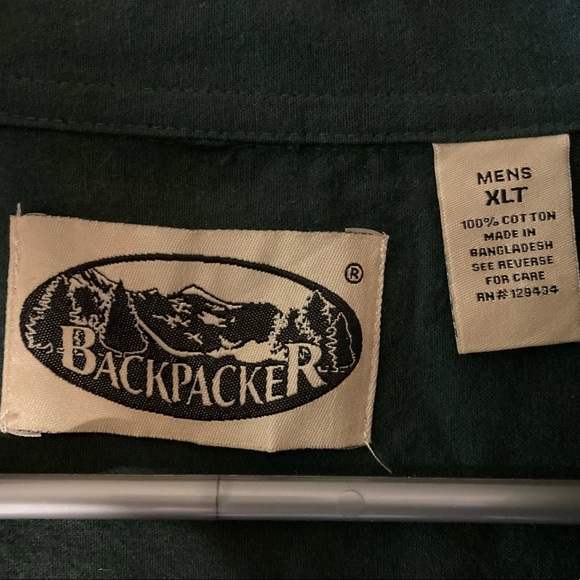 BACKPACKER
®
MENS
XLT
100% COTTON
MADE IN
BANGLADESH
SEE REVERSE
FOR CARE
RN# 129434